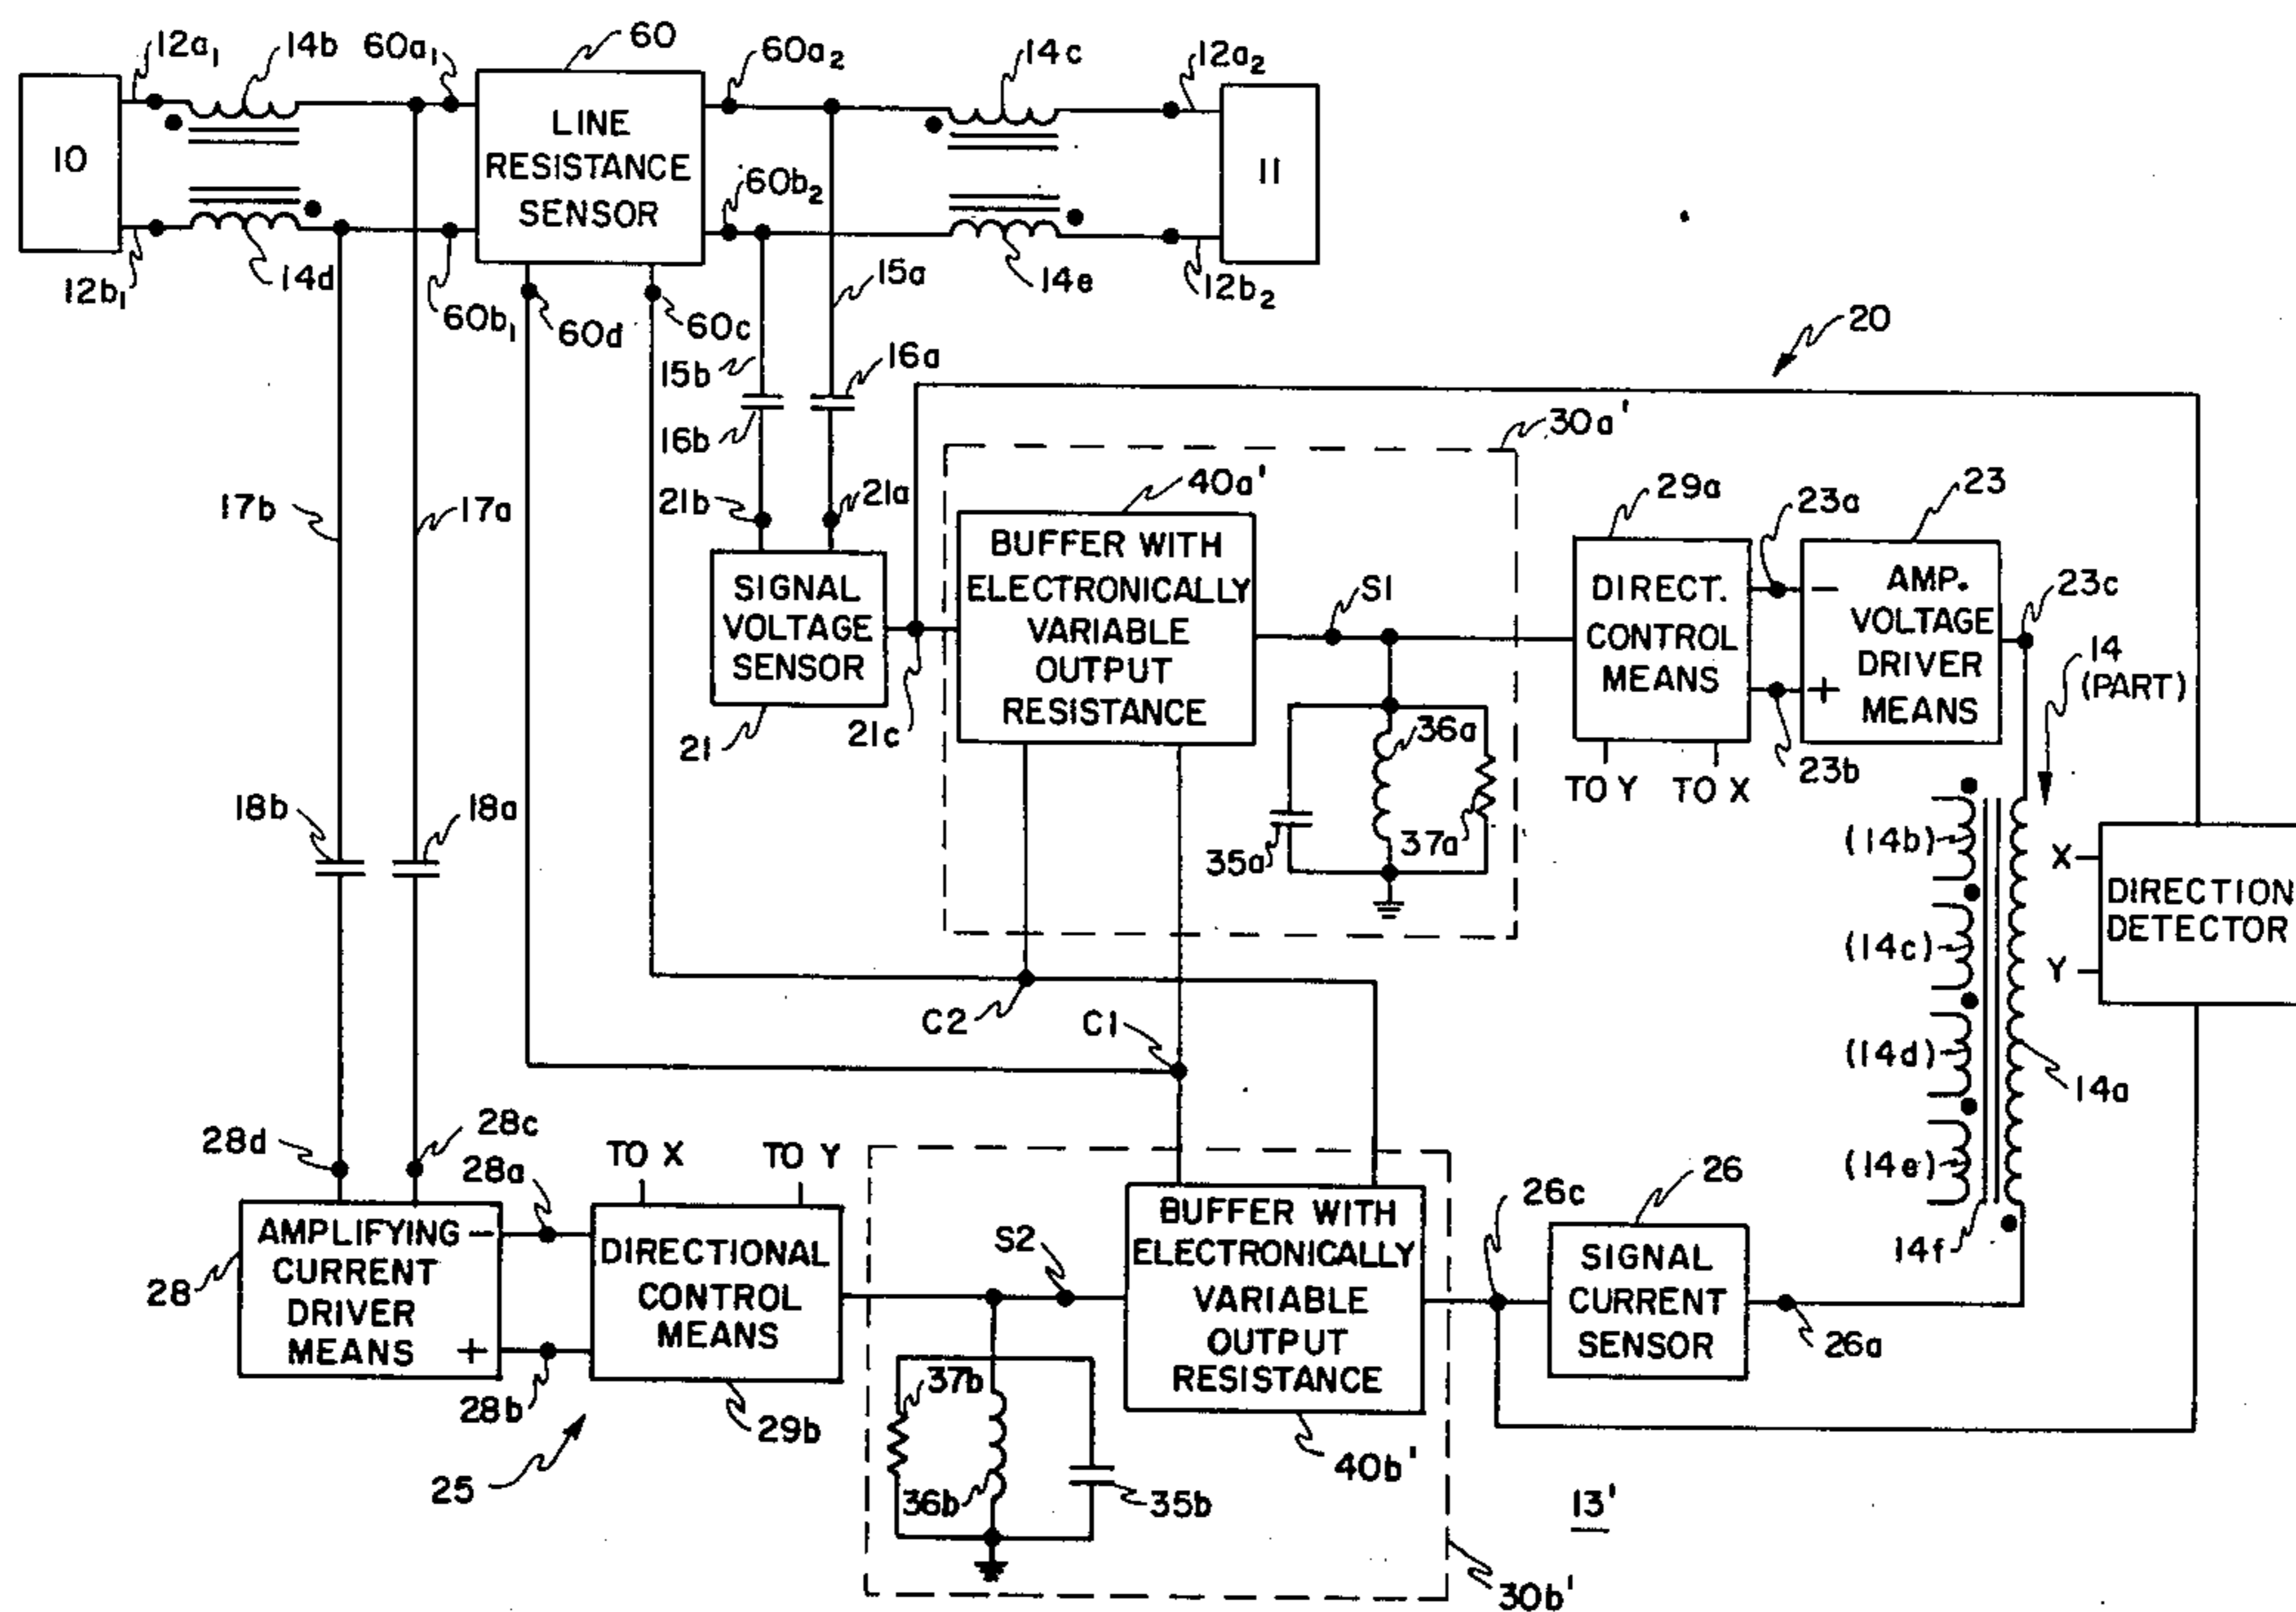 12a1
14b
60a1
60
60a2
14c
12a2
10
LINE
RESISTANCE
SENSOR
11
60b2
12b1
14d
60b1
60d
60c
15a
14e
12b2
20
15b
16a
16b
30a'
40a'
17b
17a
21b
21a
29a
23a
23
BUFFER WITH
ELECTRONICALLY
VARIABLE
OUTPUT
RESISTANCE
S1
SIGNAL
VOLTAGE
SENSOR
DIRECT.
CONTROL
MEANS
−
+
AMP.
VOLTAGE
DRIVER
MEANS
23c
14
(PART)
21
21c
36a
23b
TO Y
TO X
18b
18a
35a
37a
(14b)
X
DIRECTION
DETECTOR
(14c)
Y
C2
C1
(14d)
14a
28d
28c
28a
TO X
TO Y
(14e)
26
26c
14f
AMPLIFYING
CURRENT
DRIVER
MEANS
−
+
DIRECTIONAL
CONTROL
MEANS
S2
BUFFER WITH
ELECTRONICALLY
VARIABLE
OUTPUT
RESISTANCE
SIGNAL
CURRENT
SENSOR
28
26a
28b
29b
37b
25
36b
35b
40b'
13'
30b'